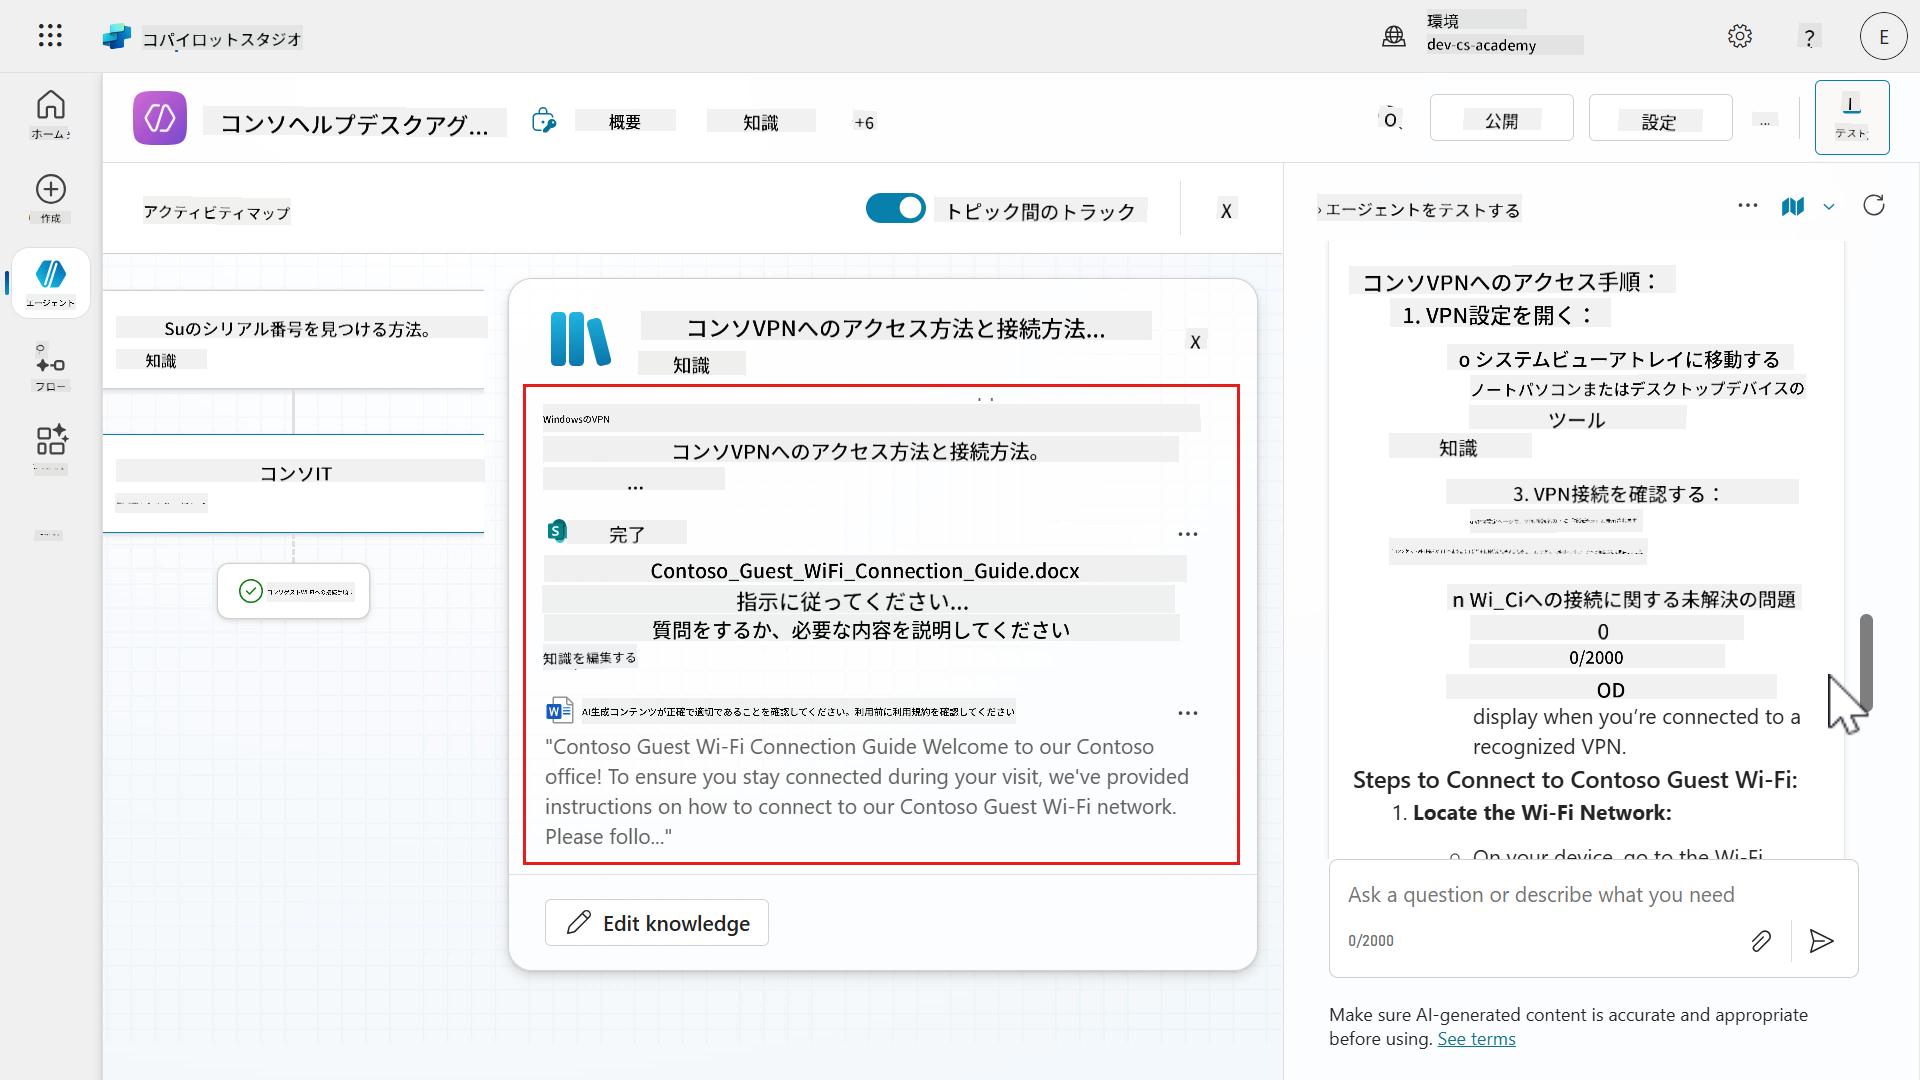 コパイロットスタジオ
環境
dev-cs-academy
?
E
ホーム
作成
エージェント
フロー
コンソヘルプデスクアグ...
概要
知識
+6
公開
設定
...
テスト
アクティビティマップ
トピック間のトラック
X
Suのシリアル番号を見つける方法。
知識
コンソIT
コンソVPNへのアクセス方法と接続方法...
知識
X
WindowsのVPN
コンソVPNへのアクセス方法と接続方法。
...
完了
Contoso_Guest_WiFi_Connection_Guide.docx
指示に従ってください...
質問をするか、必要な内容を説明してください
知識を編集する
AI生成コンテンツが正確で適切であることを確認してください。利用前に利用規約を確認してください
"Contoso Guest Wi-Fi Connection Guide Welcome to our Contoso
office! To ensure you stay connected during your visit, we've provided
instructions on how to connect to our Contoso Guest Wi-Fi network.
Please follo..."
Edit knowledge
エージェントをテストする
コンソVPNへのアクセス手順：
1. VPN設定を開く：
o システムビューアトレイに移動する
ノートパソコンまたはデスクトップデバイスの
ツール
知識
3. VPN接続を確認する：
n Wi_Ciへの接続に関する未解決の問題
0
0/2000
OD
display when you're connected to a
recognized VPN.
Steps to Connect to Contoso Guest Wi-Fi:
1. Locate the Wi-Fi Network:
On your device, go to the Wi-Fi
Ask a question or describe what you need
0/2000
Make sure AI-generated content is accurate and appropriate
before using. See terms